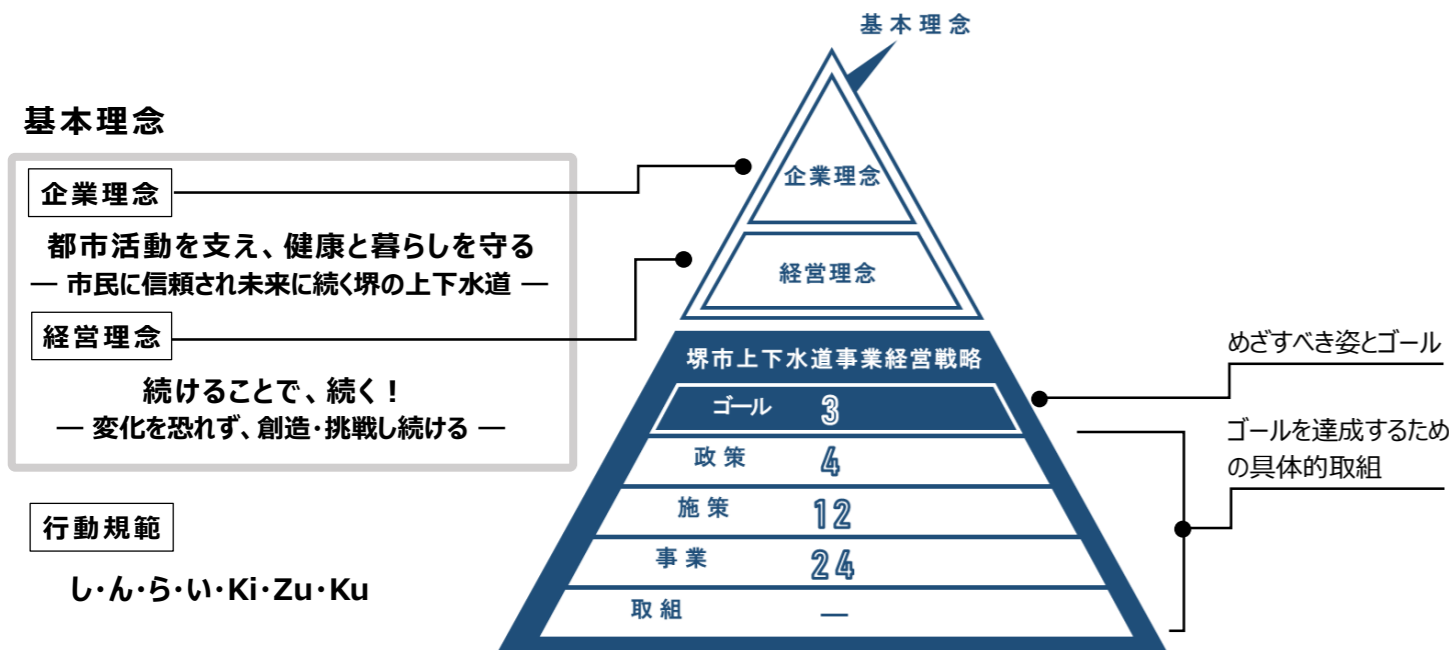 基本理念
基本理念
企業理念
都市活動を支え、健康と暮らしを守る
― 市民に信頼され未来に続く堺の上下水道 ―
経営理念
続けることで、続く！
― 変化を恐れず、創造・挑戦し続ける ―
行動規範
し・ん・ら・い・Ki・Zu・Ku
企業理念
経営理念
堺市上下水道事業経営戦略
ゴール 3
政策 4
施策 12
事業 24
取組 ―
めざすべき姿とゴール
ゴールを達成するため
の具体的取組